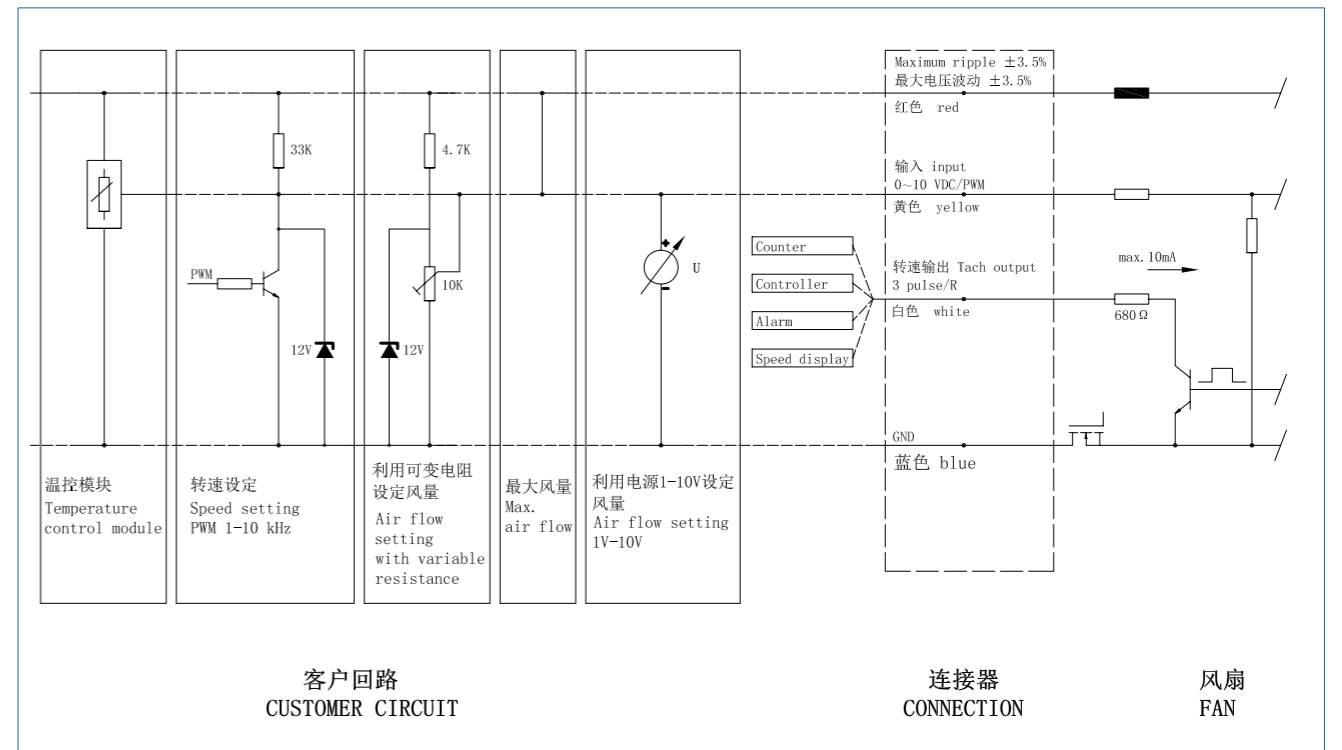 33K
PWM
12V
转速设定
Speed setting
PWM 1-10 kHz
温控模块
Temperature
control module
4.7K
10K
12V
利用可变电阻
设定风量
Air flow
setting
with variable
resistance
最大风量
Max.
air flow
U
利用电源1-10V设定
风量
Air flow setting
1V-10V
Counter
Controller
Alarm
Speed display
Maximum ripple ±3.5%
最大电压波动 ±3.5%
红色 red
输入 input
0~10 VDC/PWM
黄色 yellow
转速输出 Tach output
3 pulse/R
白色 white
GND
蓝色 blue
max.10mA
680Ω
客户回路
CUSTOMER CIRCUIT
连接器
CONNECTION
风扇
FAN